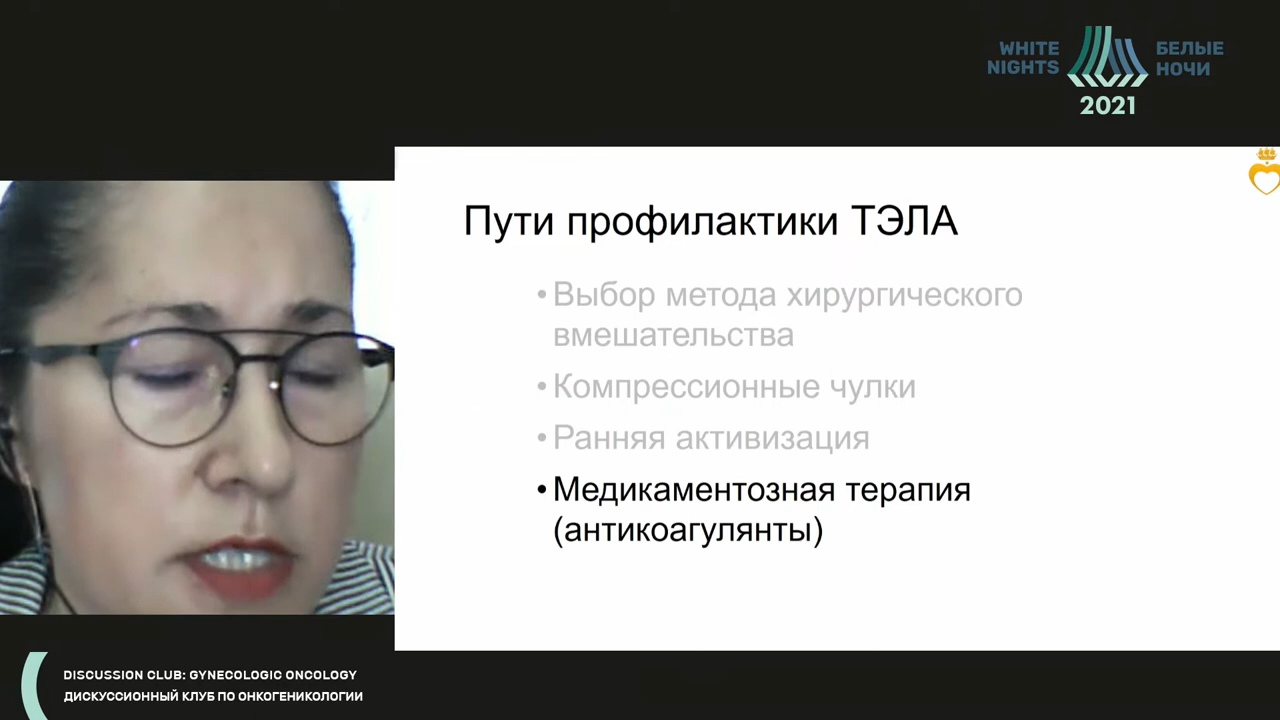 WHITE NIGHTS
БЕЛЫЕ НОЧИ
2021
Пути профилактики ТЭЛА
• Выбор метода хирургического
вмешательства
• Компрессионные чулки
• Ранняя активизация
• Медикаментозная терапия
(антикоагулянты)
DISCUSSION CLUB: GYNECOLOGIC ONCOLOGY
ДИСКУССИОННЫЙ КЛУБ ПО ОНКОГЕНИКОЛОГИИ